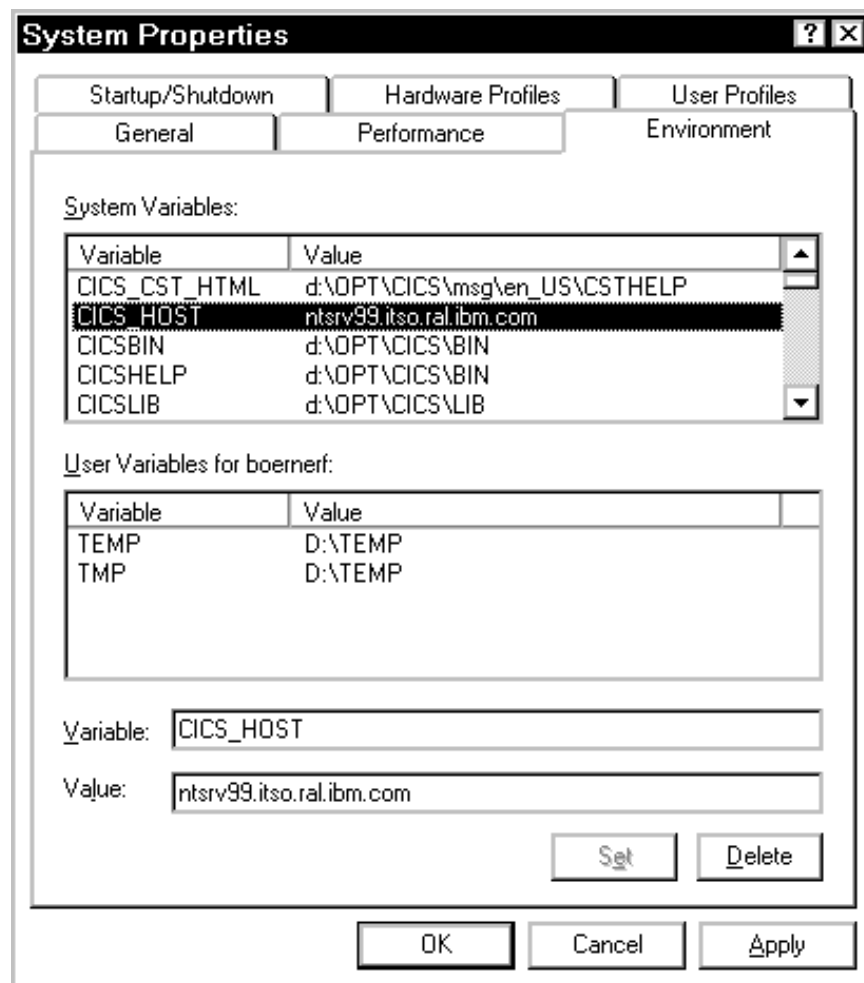 System Properties
Startup/Shutdown Hardware Profiles User Profiles
General Performance Environment
System Variables:
Variable Value
CICS_CST_HTML d:\OPT\CICS\msg\en_US\CSTHELP
CICS_HOST ntsrv99.itso.ral.ibm.com
CICSBIN d:\OPT\CICS\BIN
CICSHELP d:\OPT\CICS\BIN
CICSLIB d:\OPT\CICS\LIB
User Variables for boernerf:
Variable Value
TEMP D:\TEMP
TMP D:\TEMP
Variable: CICS_HOST
Value: ntsrv99.itso.ral.ibm.com
Set Delete
OK Cancel Apply